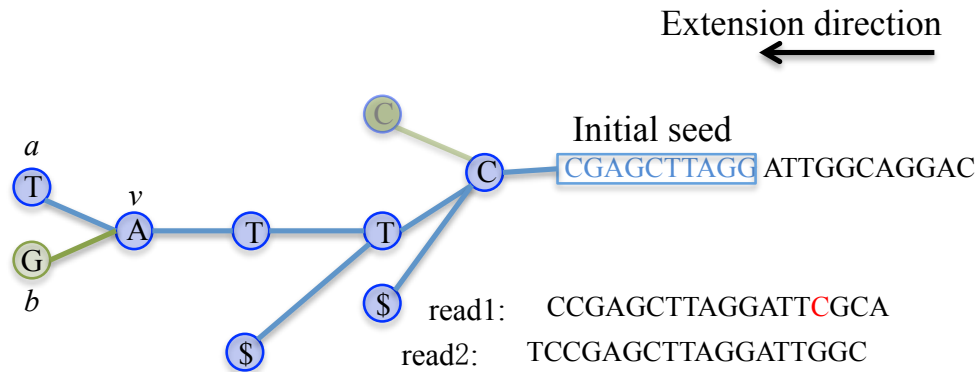 Extension direction
C
Initial seed
a
T
C
CGAGCTTAGG ATTGGCAGGAC
v
A
T
T
G
b
$
read1: CCGAGCTTAGGATTCGCA
$
read2: TCCGAGCTTAGGATTGGC